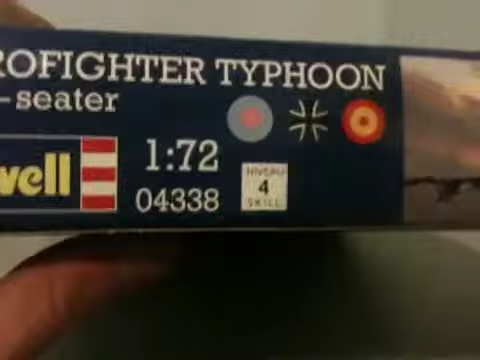 ROFIGHTER TYPHOON
-seater
vell
1:72
04338
NIVEAU
4
SKILL